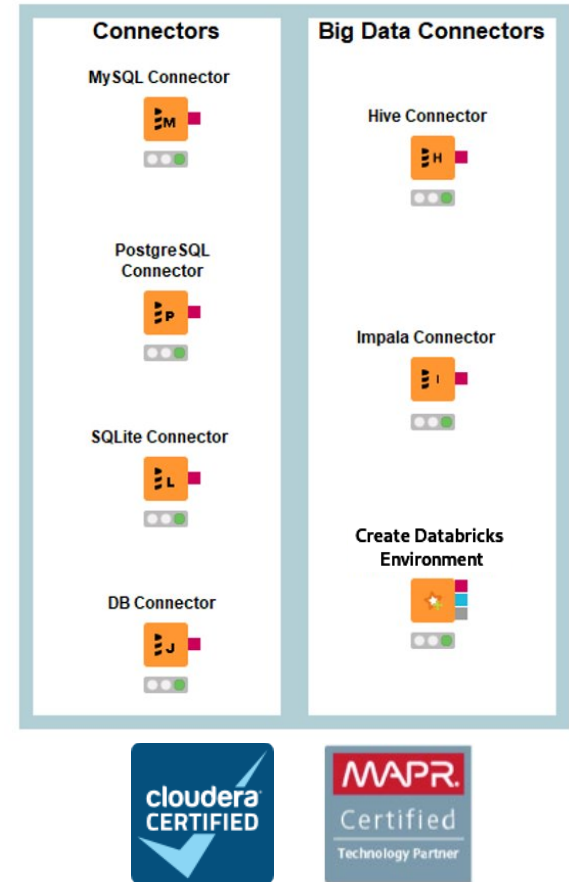 Connectors
MySQL Connector
M
PostgreSQL
Connector
P
SQLite Connector
L
DB Connector
J
Big Data Connectors
Hive Connector
H
Impala Connector
I
Create Databricks
Environment
cloudera
CERTIFIED
MAPR.
Certified
Technology Partner